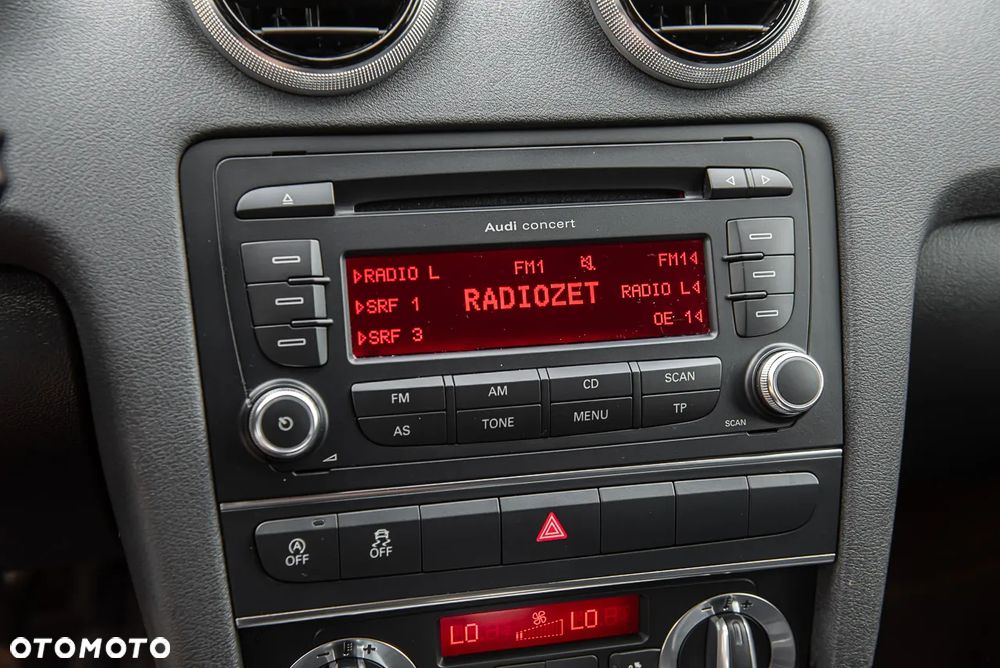 Audi concert
RADIO L FM1 FM1
RADIOZET
SRF 1 RADIO L
SRF 3 OE 1
FM AM CD SCAN
AS TONE MENU TP
SCAN
A OFF OFF
LO LO
OTOMOTO